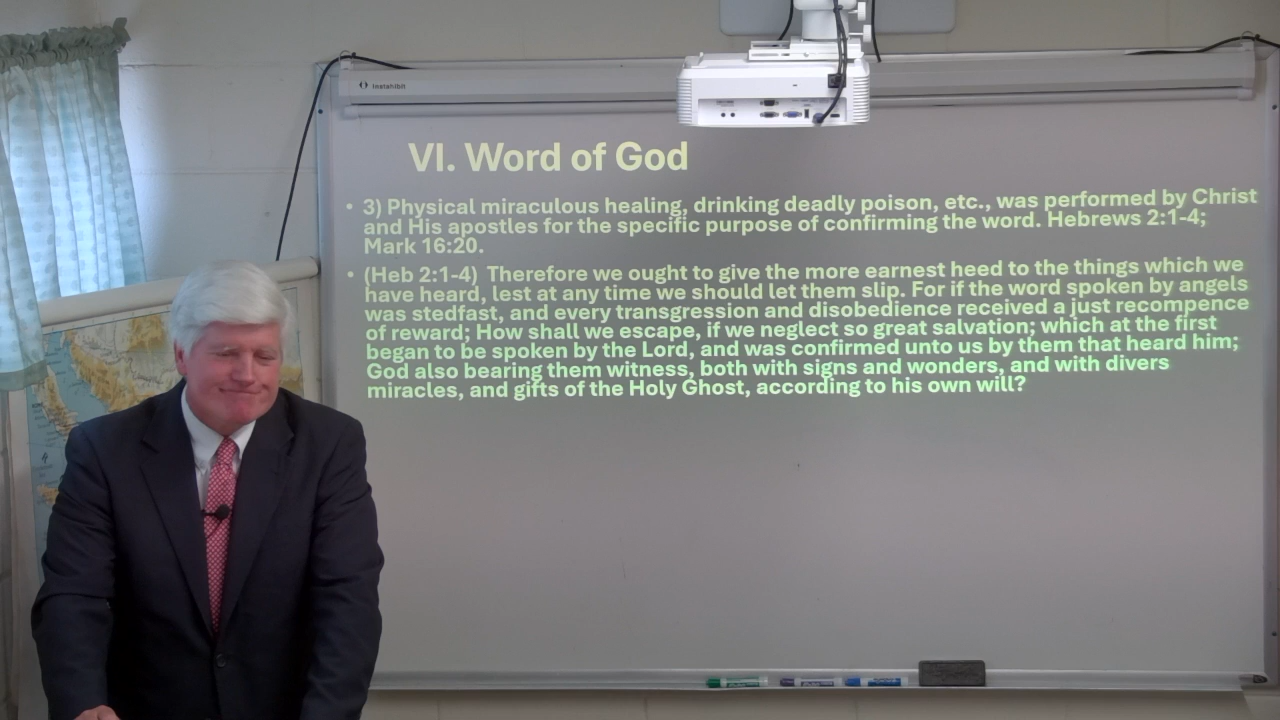 Instahibit
VI. Word of God
• 3) Physical miraculous healing, drinking deadly poison, etc., was performed by Christ
and His apostles for the specific purpose of confirming the word. Hebrews 2:1-4;
Mark 16:20.
• (Heb 2:1-4) Therefore we ought to give the more earnest heed to the things which we
have heard, lest at any time we should let them slip. For if the word spoken by angels
was stedfast, and every transgression and disobedience received a just recompence
of reward; How shall we escape, if we neglect so great salvation; which at the first
began to be spoken by the Lord, and was confirmed unto us by them that heard him;
God also bearing them witness, both with signs and wonders, and with divers
miracles, and gifts of the Holy Ghost, according to his own will?